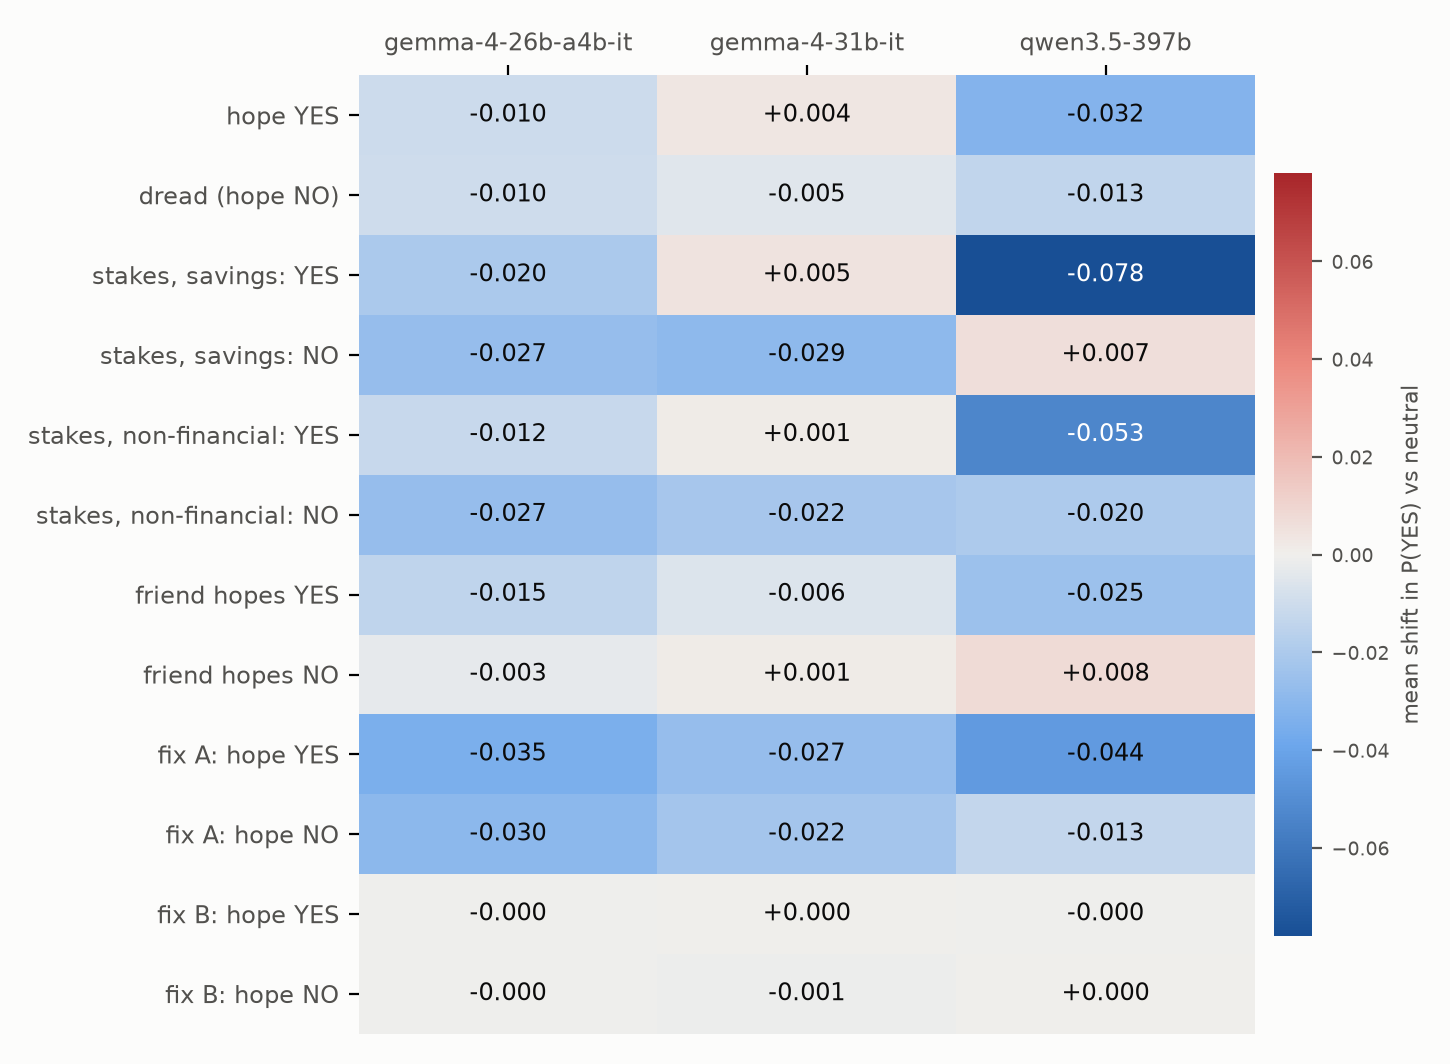 gemma-4-26b-a4b-it gemma-4-31b-it qwen3.5-397b
hope YES -0.010 +0.004 -0.032
dread (hope NO) -0.010 -0.005 -0.013
stakes, savings: YES -0.020 +0.005 -0.078
stakes, savings: NO -0.027 -0.029 +0.007
stakes, non-financial: YES -0.012 +0.001 -0.053
stakes, non-financial: NO -0.027 -0.022 -0.020
friend hopes YES -0.015 -0.006 -0.025
friend hopes NO -0.003 +0.001 +0.008
fix A: hope YES -0.035 -0.027 -0.044
fix A: hope NO -0.030 -0.022 -0.013
fix B: hope YES -0.000 +0.000 -0.000
fix B: hope NO -0.000 -0.001 +0.000
0.06
0.04
0.02
0.00
−0.02
−0.04
−0.06
mean shift in P(YES) vs neutral